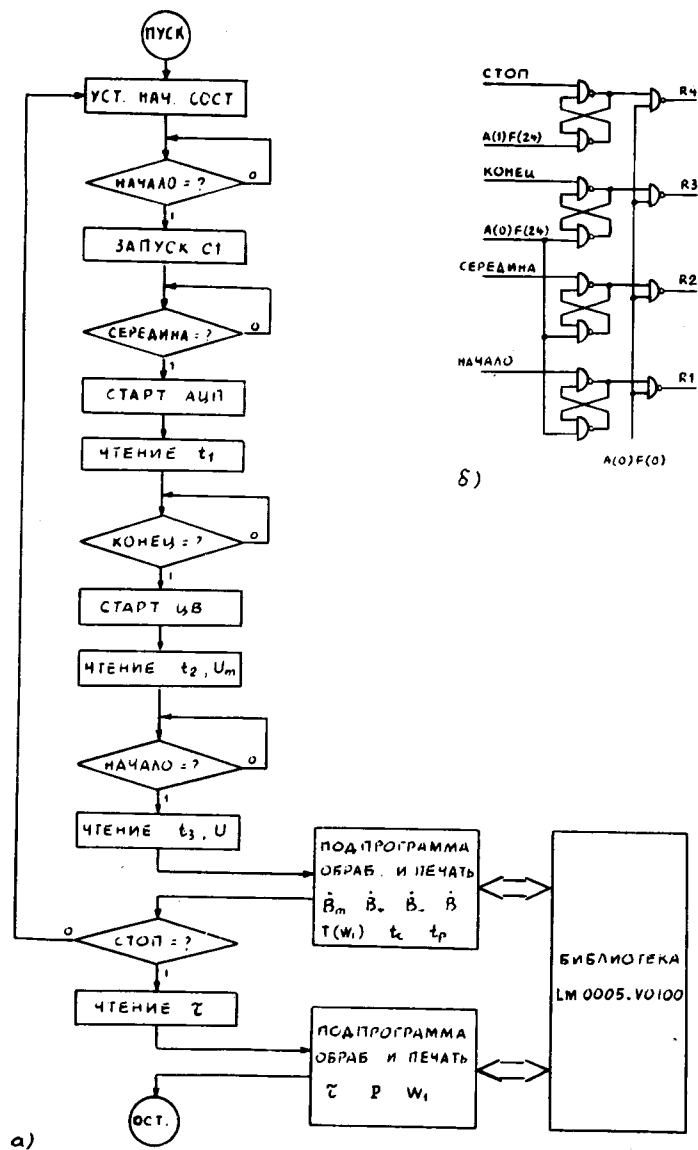 ПУСК
УСТ. НАЧ. СОСТ
НАЧАЛО = ?
0
1
ЗАПУСК С1
СЕРЕДИНА = ?
0
1
СТАРТ АЦП
ЧТЕНИЕ t₁
КОНЕЦ = ?
0
1
СТАРТ ЦВ
ЧТЕНИЕ t₂, Uₘ
НАЧАЛО = ?
0
1
ЧТЕНИЕ t₃, U
СТОП = ?
0
1
ЧТЕНИЕ τ
ОСТ.
а)
ПОДПРОГРАММА
ОБРАБ. И ПЕЧАТЬ
Ḃₘ Ḃ₊ Ḃ₋ Ḃ
T(W₁) t_c t_p
ПОДПРОГРАММА
ОБРАБ И ПЕЧАТЬ
τ P W₁
БИБЛИОТЕКА
LM 0005.V0100
СТОП
R4
А(1)F(24)
КОНЕЦ
R3
А(0)F(24)
СЕРЕДИНА
R2
НАЧАЛО
R1
А(0)F(0)
б)